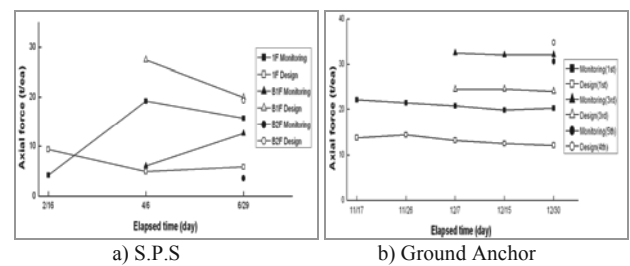 30
20
10
0
Axial force (t/ea)
2/16
4/5
6/29
Elapsed time (day)
1F Monitoring
1F Design
B1F Monitoring
B1F Design
B2F Monitoring
B2F Design
a) S.P.S
40
30
20
10
0
Axial force (t/ea)
11/17
11/26
12/7
12/15
12/30
Elapsed time (day)
Monitoring(1st)
Design(1st)
Monitoring(3rd)
Design(3rd)
Monitoring(5th)
Design(4th)
b) Ground Anchor